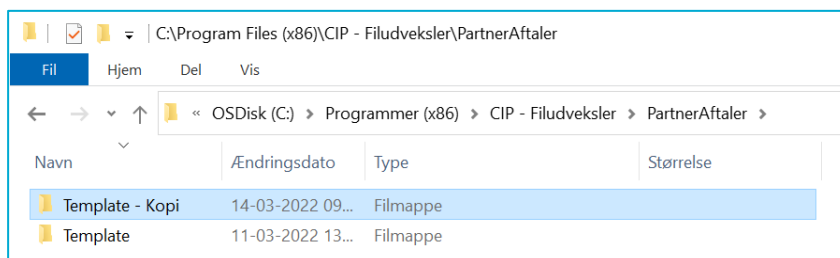 C:\Program Files (x86)\CIP - Filudveksler\PartnerAftaler
Fil Hjem Del Vis
« OSDisk (C:) > Programmer (x86) > CIP - Filudveksler > PartnerAftaler >
Navn Ændringsdato Type Størrelse
Template - Kopi 14-03-2022 09... Filmappe
Template 11-03-2022 13... Filmappe